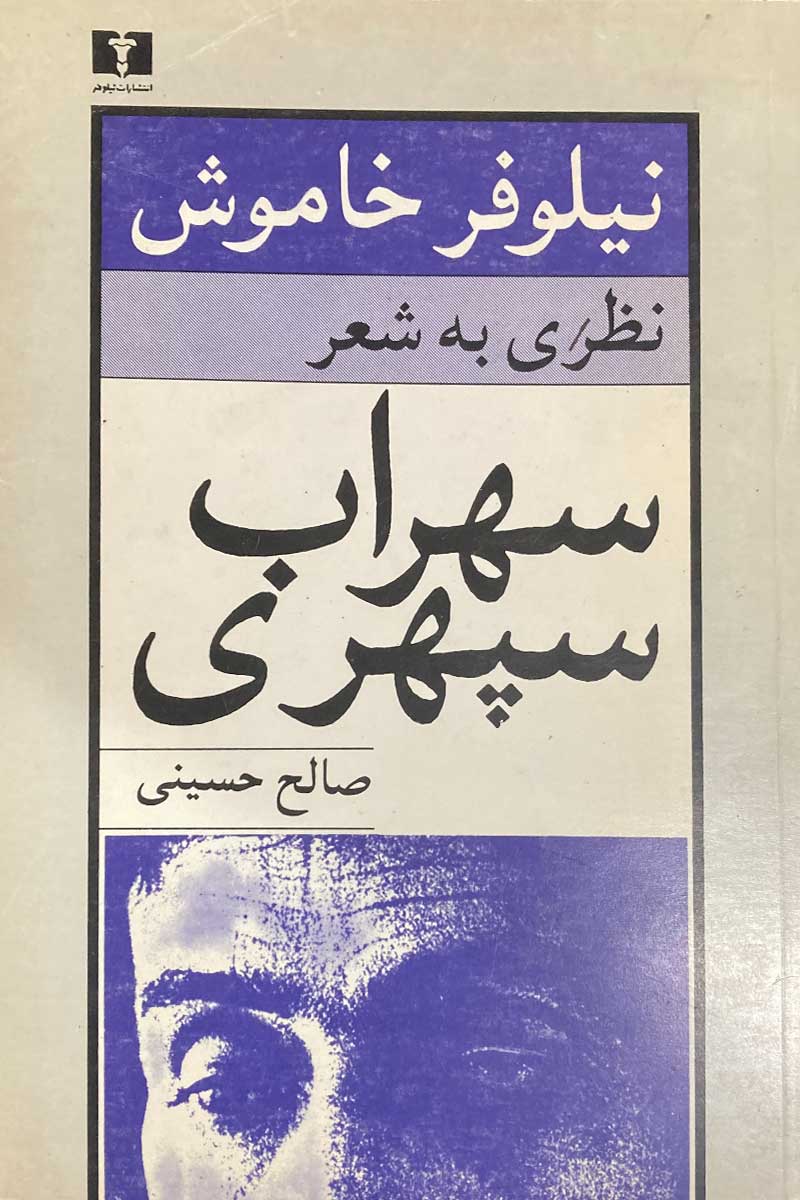 انتشارات نیلوفر
نیلوفر خاموش
نظری به شعر
سهراب
سپهری
صالح حسینی